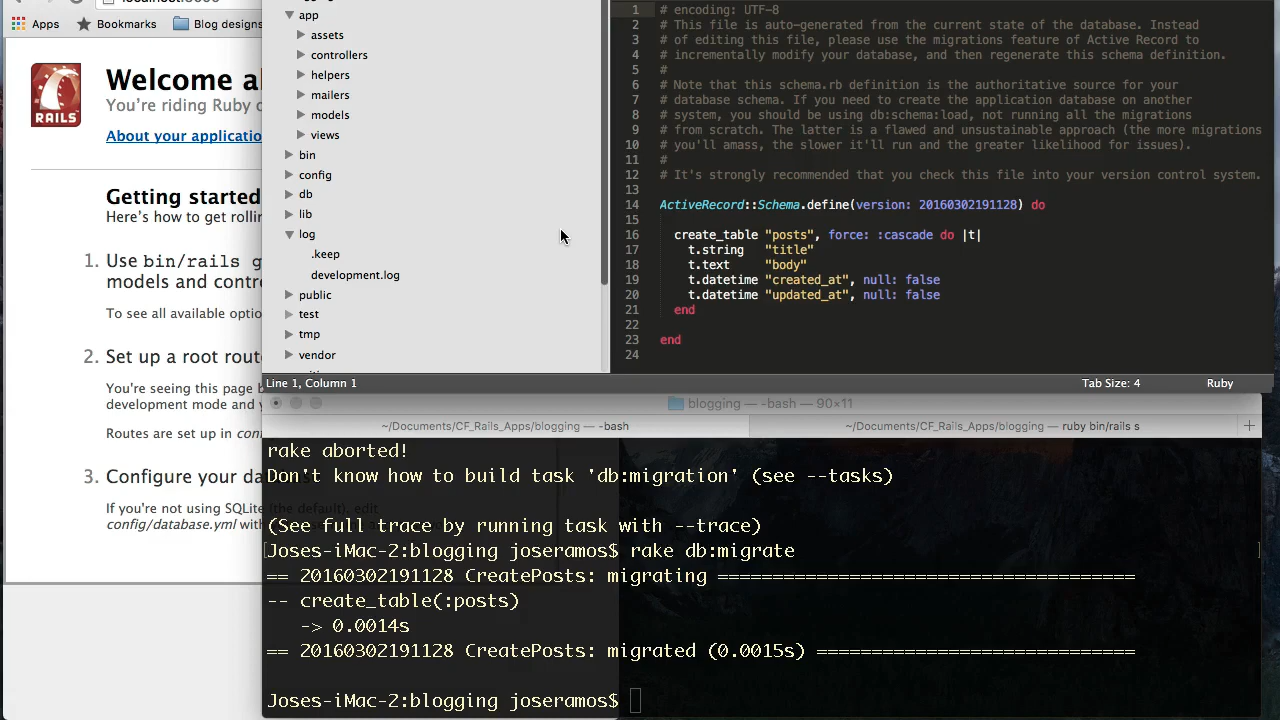 localhost:3000
Apps
Bookmarks
Blog designs
RAILS
Welcome
You're riding Ruby
About your application
Getting started
Here's how to get
1. Use bin/rails
models and
To see all available
2. Set up a root
You're seeing this page
development mode and
Routes are set up in
3. Configure your
If you're not using SQLite (the default), edit
config/database.yml with
app
assets
controllers
helpers
mailers
models
views
bin
config
db
lib
log
.keep
development.log
public
test
tmp
vendor
1 # encoding: UTF-8
2 # This file is auto-generated from the current state of the database. Instead
3 # of editing this file, please use the migrations feature of Active Record to
4 # incrementally modify your database, and then regenerate this schema definition.
5 #
6 # Note that this schema.rb definition is the authoritative source for your
7 # database schema. If you need to create the application database on another
8 # system, you should be using db:schema:load, not running all the migrations
9 # from scratch. The latter is a flawed and unsustainable approach (the more migrations
10 # you'll amass, the slower it'll run and the greater likelihood for issues).
11 #
12 # It's strongly recommended that you check this file into your version control system.
13
14 ActiveRecord::Schema.define(version: 20160302191128) do
15
16 create_table "posts", force: :cascade do |t|
17 t.string "title"
18 t.text "body"
19 t.datetime "created_at", null: false
20 t.datetime "updated_at", null: false
21 end
22
23 end
24
Line 1, Column 1
Tab Size: 4
Ruby
blogging — -bash — 90×11
~/Documents/CF_Rails_Apps/blogging — -bash
~/Documents/CF_Rails_Apps/blogging — ruby bin/rails s
rake aborted!
Don't know how to build task 'db:migration' (see --tasks)
(See full trace by running task with --trace)
[Joses-iMac-2:blogging joseramos$ rake db:migrate ]
== 20160302191128 CreatePosts: migrating ======================================
-- create_table(:posts)
-> 0.0014s
== 20160302191128 CreatePosts: migrated (0.0015s) =============================
Joses-iMac-2:blogging joseramos$